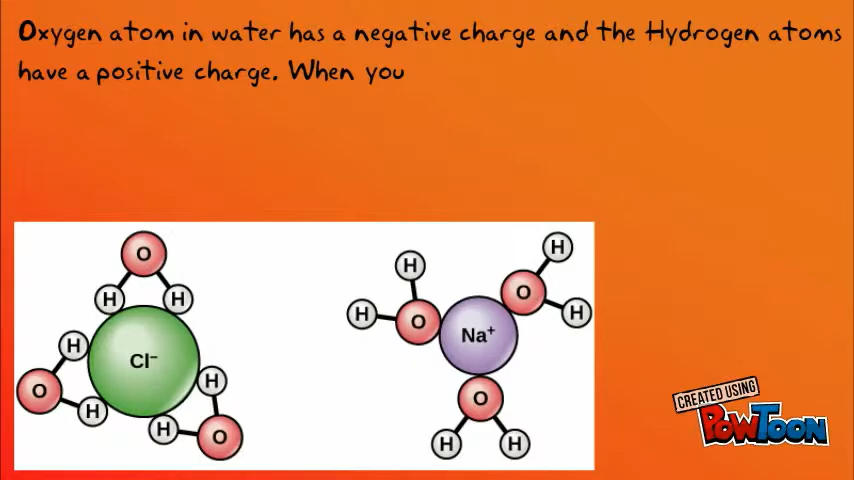 Oxygen atom in water has a negative charge and the Hydrogen atoms
have a positive charge. When you
O
H H
H
Cl⁻
O
H
H
H
O
H
H
O
H
O
H
Na⁺
O
H H
CREATED USING
POWTOON